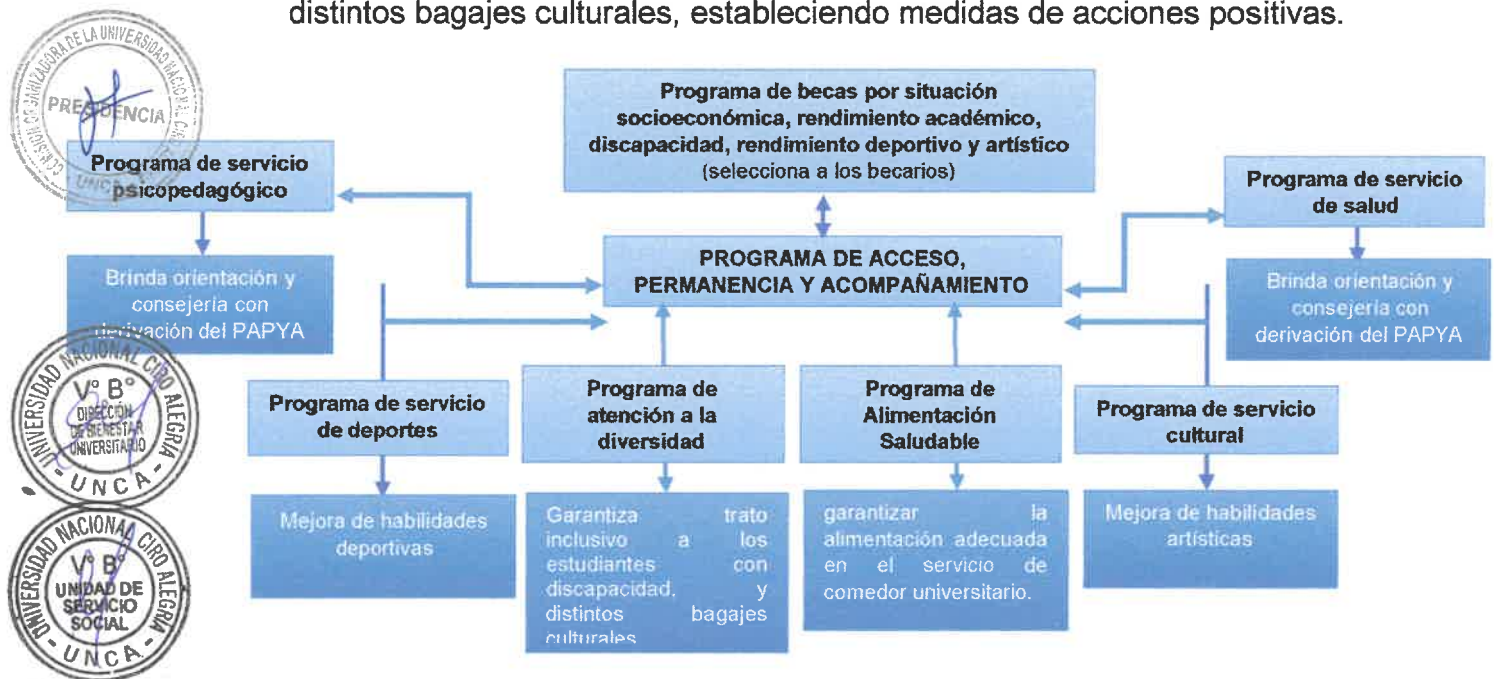 distintos bagajes culturales, estableciendo medidas de acciones positivas.
PRESIDENCIA
UNCA
Programa de becas por situación
socioeconómica, rendimiento académico,
discapacidad, rendimiento deportivo y artístico
(selecciona a los becarios)
Programa de servicio
psicopedagógico
Programa de servicio
de salud
PROGRAMA DE ACCESO,
PERMANENCIA Y ACOMPAÑAMIENTO
Brinda orientación y
consejería con
derivación del PAPYA
Brinda orientación y
consejería con
derivación del PAPYA
UNIVERSIDAD NACIONAL CIRO ALEGRIA
V° B°
DIRECCIÓN
DE BIENESTAR
UNIVERSITARIO
UNCA
Programa de servicio
de deportes
Programa de
atención a la
diversidad
Programa de
Alimentación
Saludable
Programa de servicio
cultural
Mejora de habilidades
deportivas
Garantiza trato
inclusivo a los
estudiantes con
discapacidad, y
distintos bagajes
culturales
garantizar la
alimentación adecuada
en el servicio de
comedor universitario.
Mejora de habilidades
artísticas
UNIVERSIDAD NACIONAL CIRO ALEGRIA
V° B°
UNIDAD DE
SERVICIO
SOCIAL
UNCA